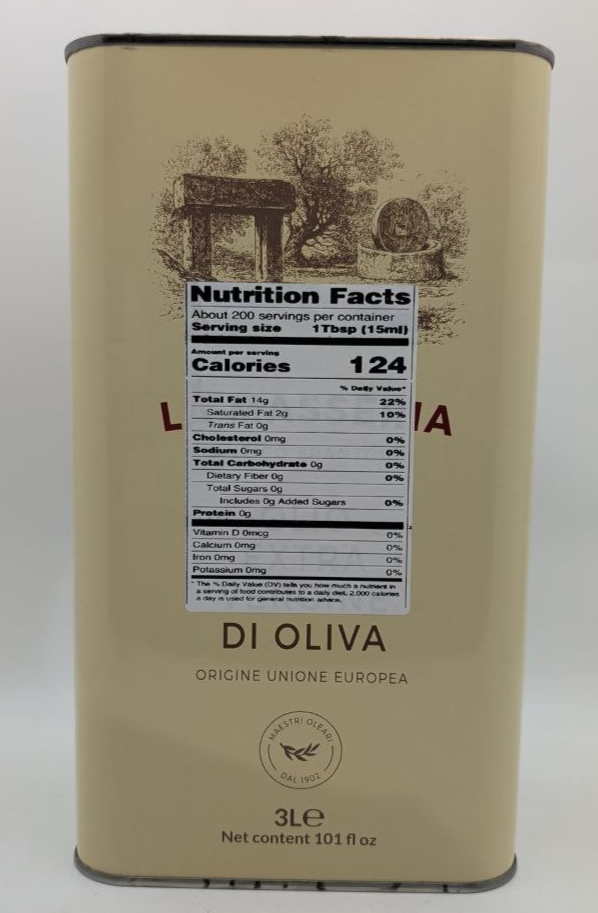 Nutrition Facts
About 200 servings per container
Serving size 1Tbsp (15ml)
Amount per serving
Calories 124
% Daily Value*
Total Fat 14g 22%
Saturated Fat 2g 10%
Trans Fat 0g
Cholesterol 0mg 0%
Sodium 0mg 0%
Total Carbohydrate 0g 0%
Dietary Fiber 0g 0%
Total Sugars 0g
Includes 0g Added Sugars 0%
Protein 0g
Vitamin D 0mcg 0%
Calcium 0mg 0%
Iron 0mg 0%
Potassium 0mg 0%
* The % Daily Value (DV) tells you how much a nutrient in
a serving of food contributes to a daily diet. 2,000 calories
a day is used for general nutrition advice.
DI OLIVA
ORIGINE UNIONE EUROPEA
MAESTRI OLEARI
DAL 1902
3L℮
Net content 101 fl oz